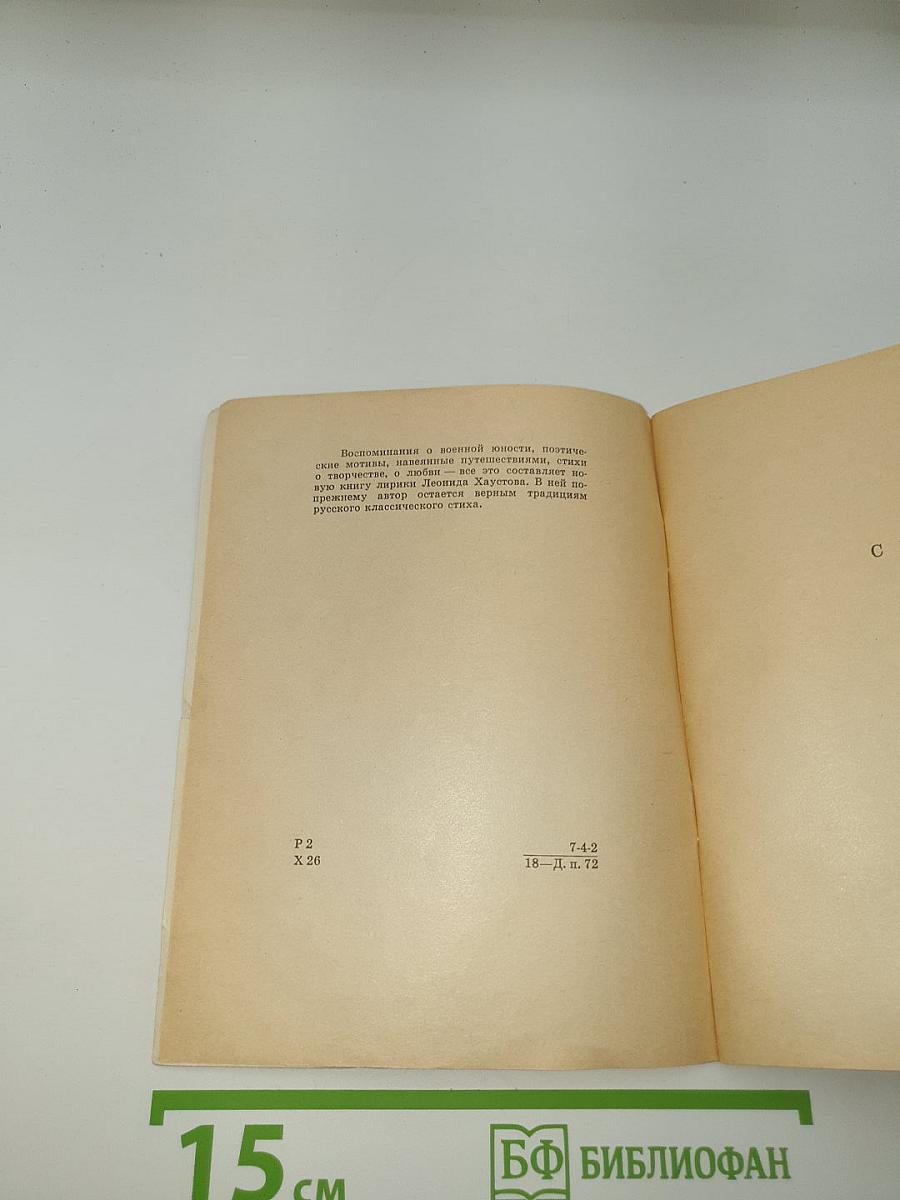 Воспоминания о военной юности, поэтиче-
ские мотивы, навеянные путешествиями, стихи
о творчестве, о любви — все это составляет но-
вую книгу лирики Леонида Хаустова. В ней по-
прежнему автор остается верным традициям
русского классического стиха.
С
Р 2
Х 26
7-4-2
18—Д. п. 72
15 см
БФ БИБЛИОФАН